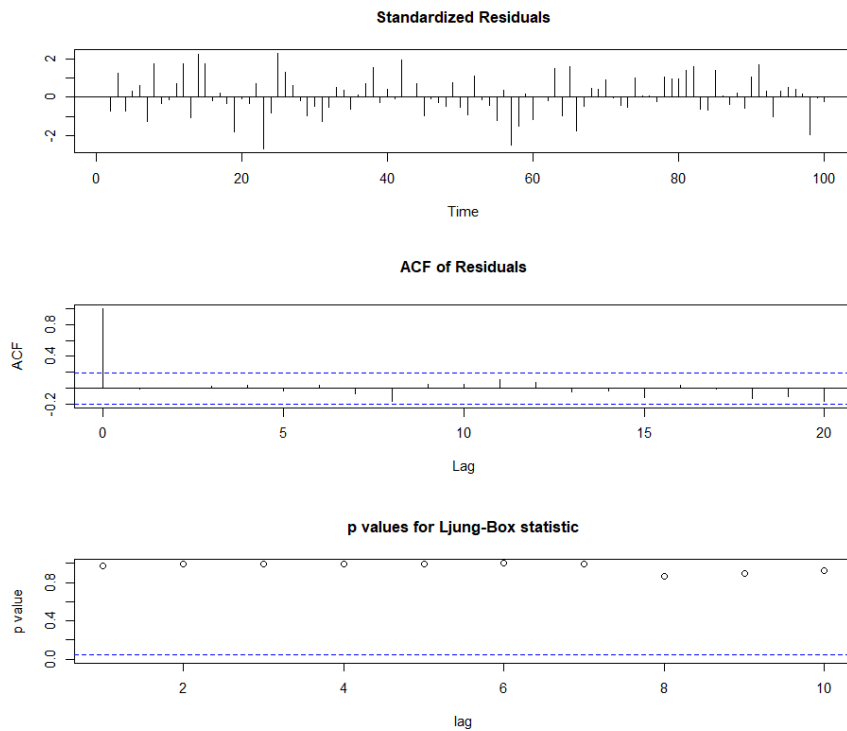 Standardized Residuals
2
0
-2
0 20 40 60 80 100
Time
ACF of Residuals
ACF
0.8
0.4
-0.2
0 5 10 15 20
Lag
p values for Ljung-Box statistic
p value
0.8
0.4
0.0
2 4 6 8 10
lag